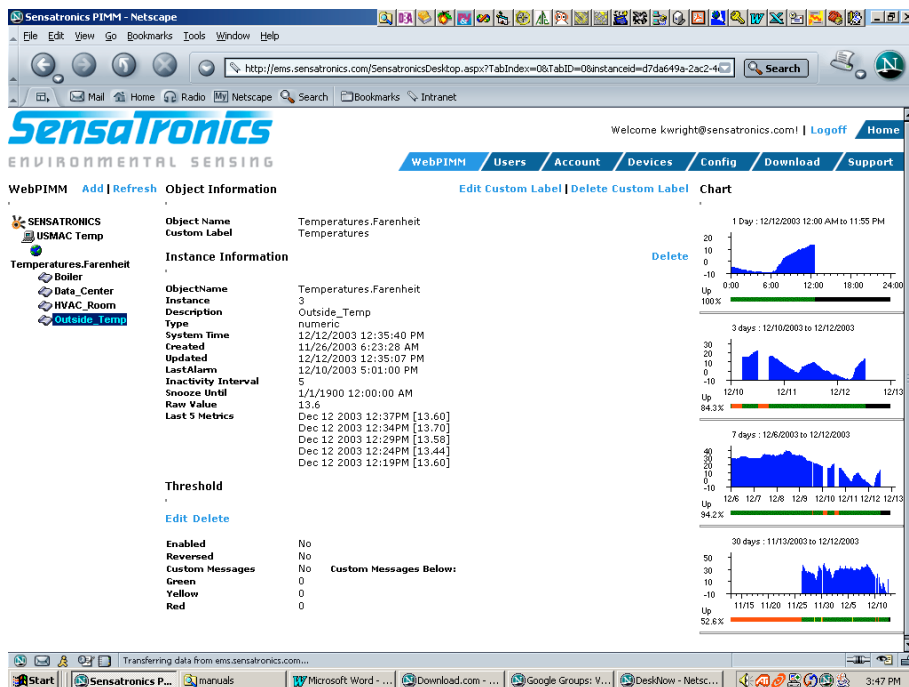 Sensatronics PIMM - Netscape
File Edit View Go Bookmarks Tools Window Help
http://ems.sensatronics.com/SensatronicsDesktop.aspx?TabIndex=0&TabID=0&instanceid=d7da649a-2ac2-4 Search
Mail Home Radio My Netscape Search Bookmarks Intranet
SensaTronics
ENVIRONMENTAL SENSING
Welcome kwright@sensatronics.com! | Logoff Home
WebPIMM Users Account Devices Config Download Support
WebPIMM Add | Refresh Object Information Edit Custom Label | Delete Custom Label Chart
SENSATRONICS
USMAC Temp
Temperatures.Farenheit
Boiler
Data_Center
HVAC_Room
Outside_Temp
Object Name Temperatures.Farenheit
Custom Label Temperatures
Instance Information Delete
ObjectName Temperatures.Farenheit
Instance 3
Description Outside_Temp
Type numeric
System Time 12/12/2003 12:35:40 PM
Created 11/26/2003 6:23:28 AM
Updated 12/12/2003 12:35:07 PM
LastAlarm 12/10/2003 5:01:00 PM
Inactivity Interval 5
Snooze Until 1/1/1900 12:00:00 AM
Raw Value 13.6
Last 5 Metrics Dec 12 2003 12:37PM [13.60]
Dec 12 2003 12:34PM [13.70]
Dec 12 2003 12:29PM [13.58]
Dec 12 2003 12:24PM [13.44]
Dec 12 2003 12:19PM [13.60]
Threshold
Edit Delete
Enabled No
Reversed No
Custom Messages No Custom Messages Below:
Green 0
Yellow 0
Red 0
1 Day : 12/12/2003 12:00 AM to 11:55 PM
20
10
0
-10
0:00 6:00 12:00 18:00 24:00
Up
100%
3 days : 12/10/2003 to 12/12/2003
30
20
10
0
-10
12/10 12/11 12/12 12/13
Up
84.3%
7 days : 12/6/2003 to 12/12/2003
40
30
20
10
0
-10
12/6 12/7 12/8 12/9 12/10 12/11 12/12 12/13
Up
94.2%
30 days : 11/13/2003 to 12/12/2003
50
30
10
-10
11/15 11/20 11/25 11/30 12/5 12/10
Up
52.6%
Transferring data from ems.sensatronics.com...
Start Sensatronics P... manuals Microsoft Word - ... Download.com - ... Google Groups: V... DeskNow - Netsc... 3:47 PM